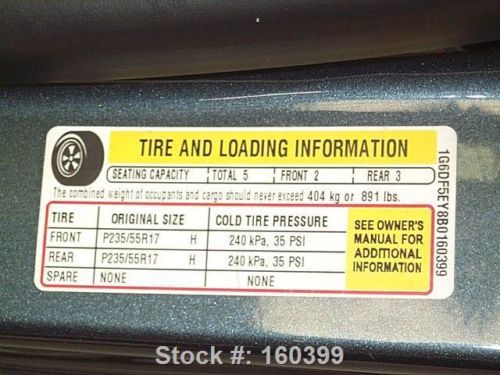 TIRE AND LOADING INFORMATION
SEATING CAPACITY TOTAL 5 FRONT 2 REAR 3
The combined weight of occupants and cargo should never exceed 404 kg or 891 lbs.
TIRE ORIGINAL SIZE COLD TIRE PRESSURE
FRONT P235/55R17 H 240 kPa, 35 PSI
REAR P235/55R17 H 240 kPa, 35 PSI
SPARE NONE NONE
SEE OWNER'S
MANUAL FOR
ADDITIONAL
INFORMATION
1G6DF5EY8B0160399
Stock #: 160399